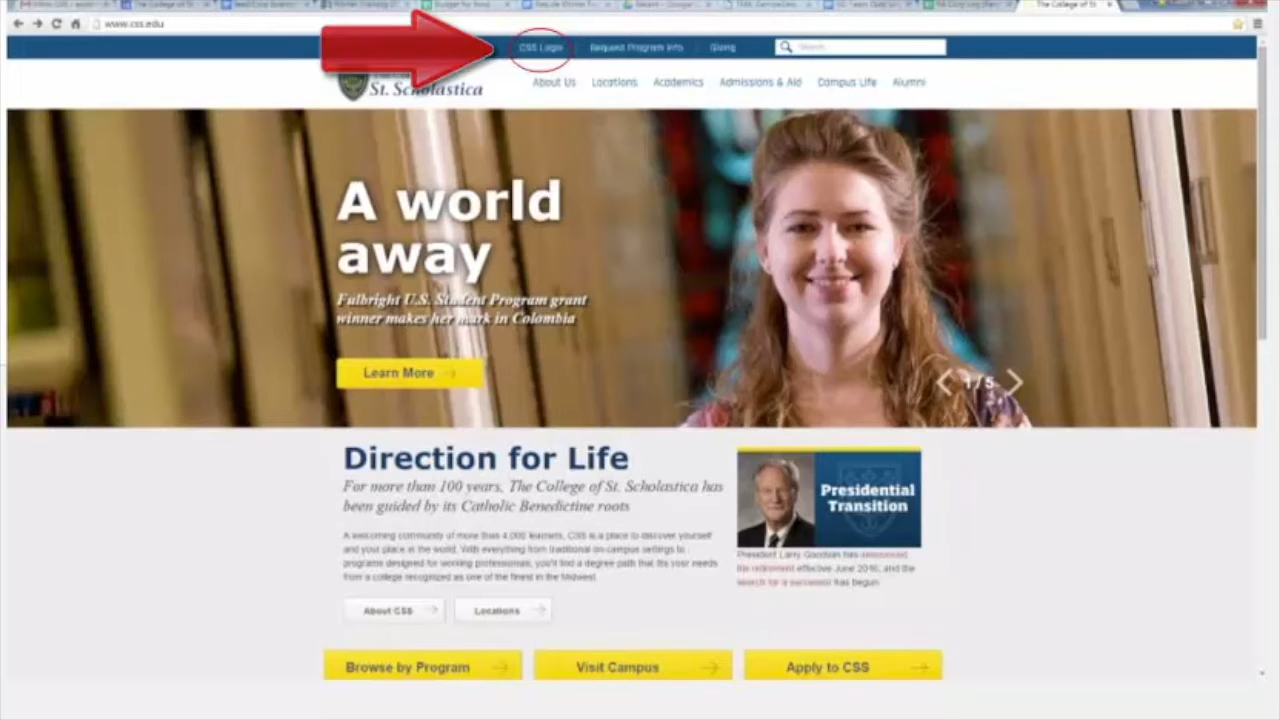 www.css.edu
The College of St
CSS Login
Request Program Info
Giving
Search
St. Scholastica
About Us
Locations
Academics
Admissions & Aid
Campus Life
Alumni
A world
away
Fulbright U.S. Student Program grant
winner makes her mark in Colombia
Learn More
1 / 5
Direction for Life
For more than 100 years, The College of St. Scholastica has
been guided by its Catholic Benedictine roots
A welcoming community of more than 4,000 learners, CSS is a place to discover yourself
and your place in the world. With everything from traditional on-campus settings to
programs designed for working professionals, you'll find a degree path that fits your needs
from a college recognized as one of the finest in the Midwest.
About CSS
Locations
Presidential
Transition
President Larry Goodwin has announced
his retirement effective June 2016, and the
search for a successor has begun
Browse by Program
Visit Campus
Apply to CSS